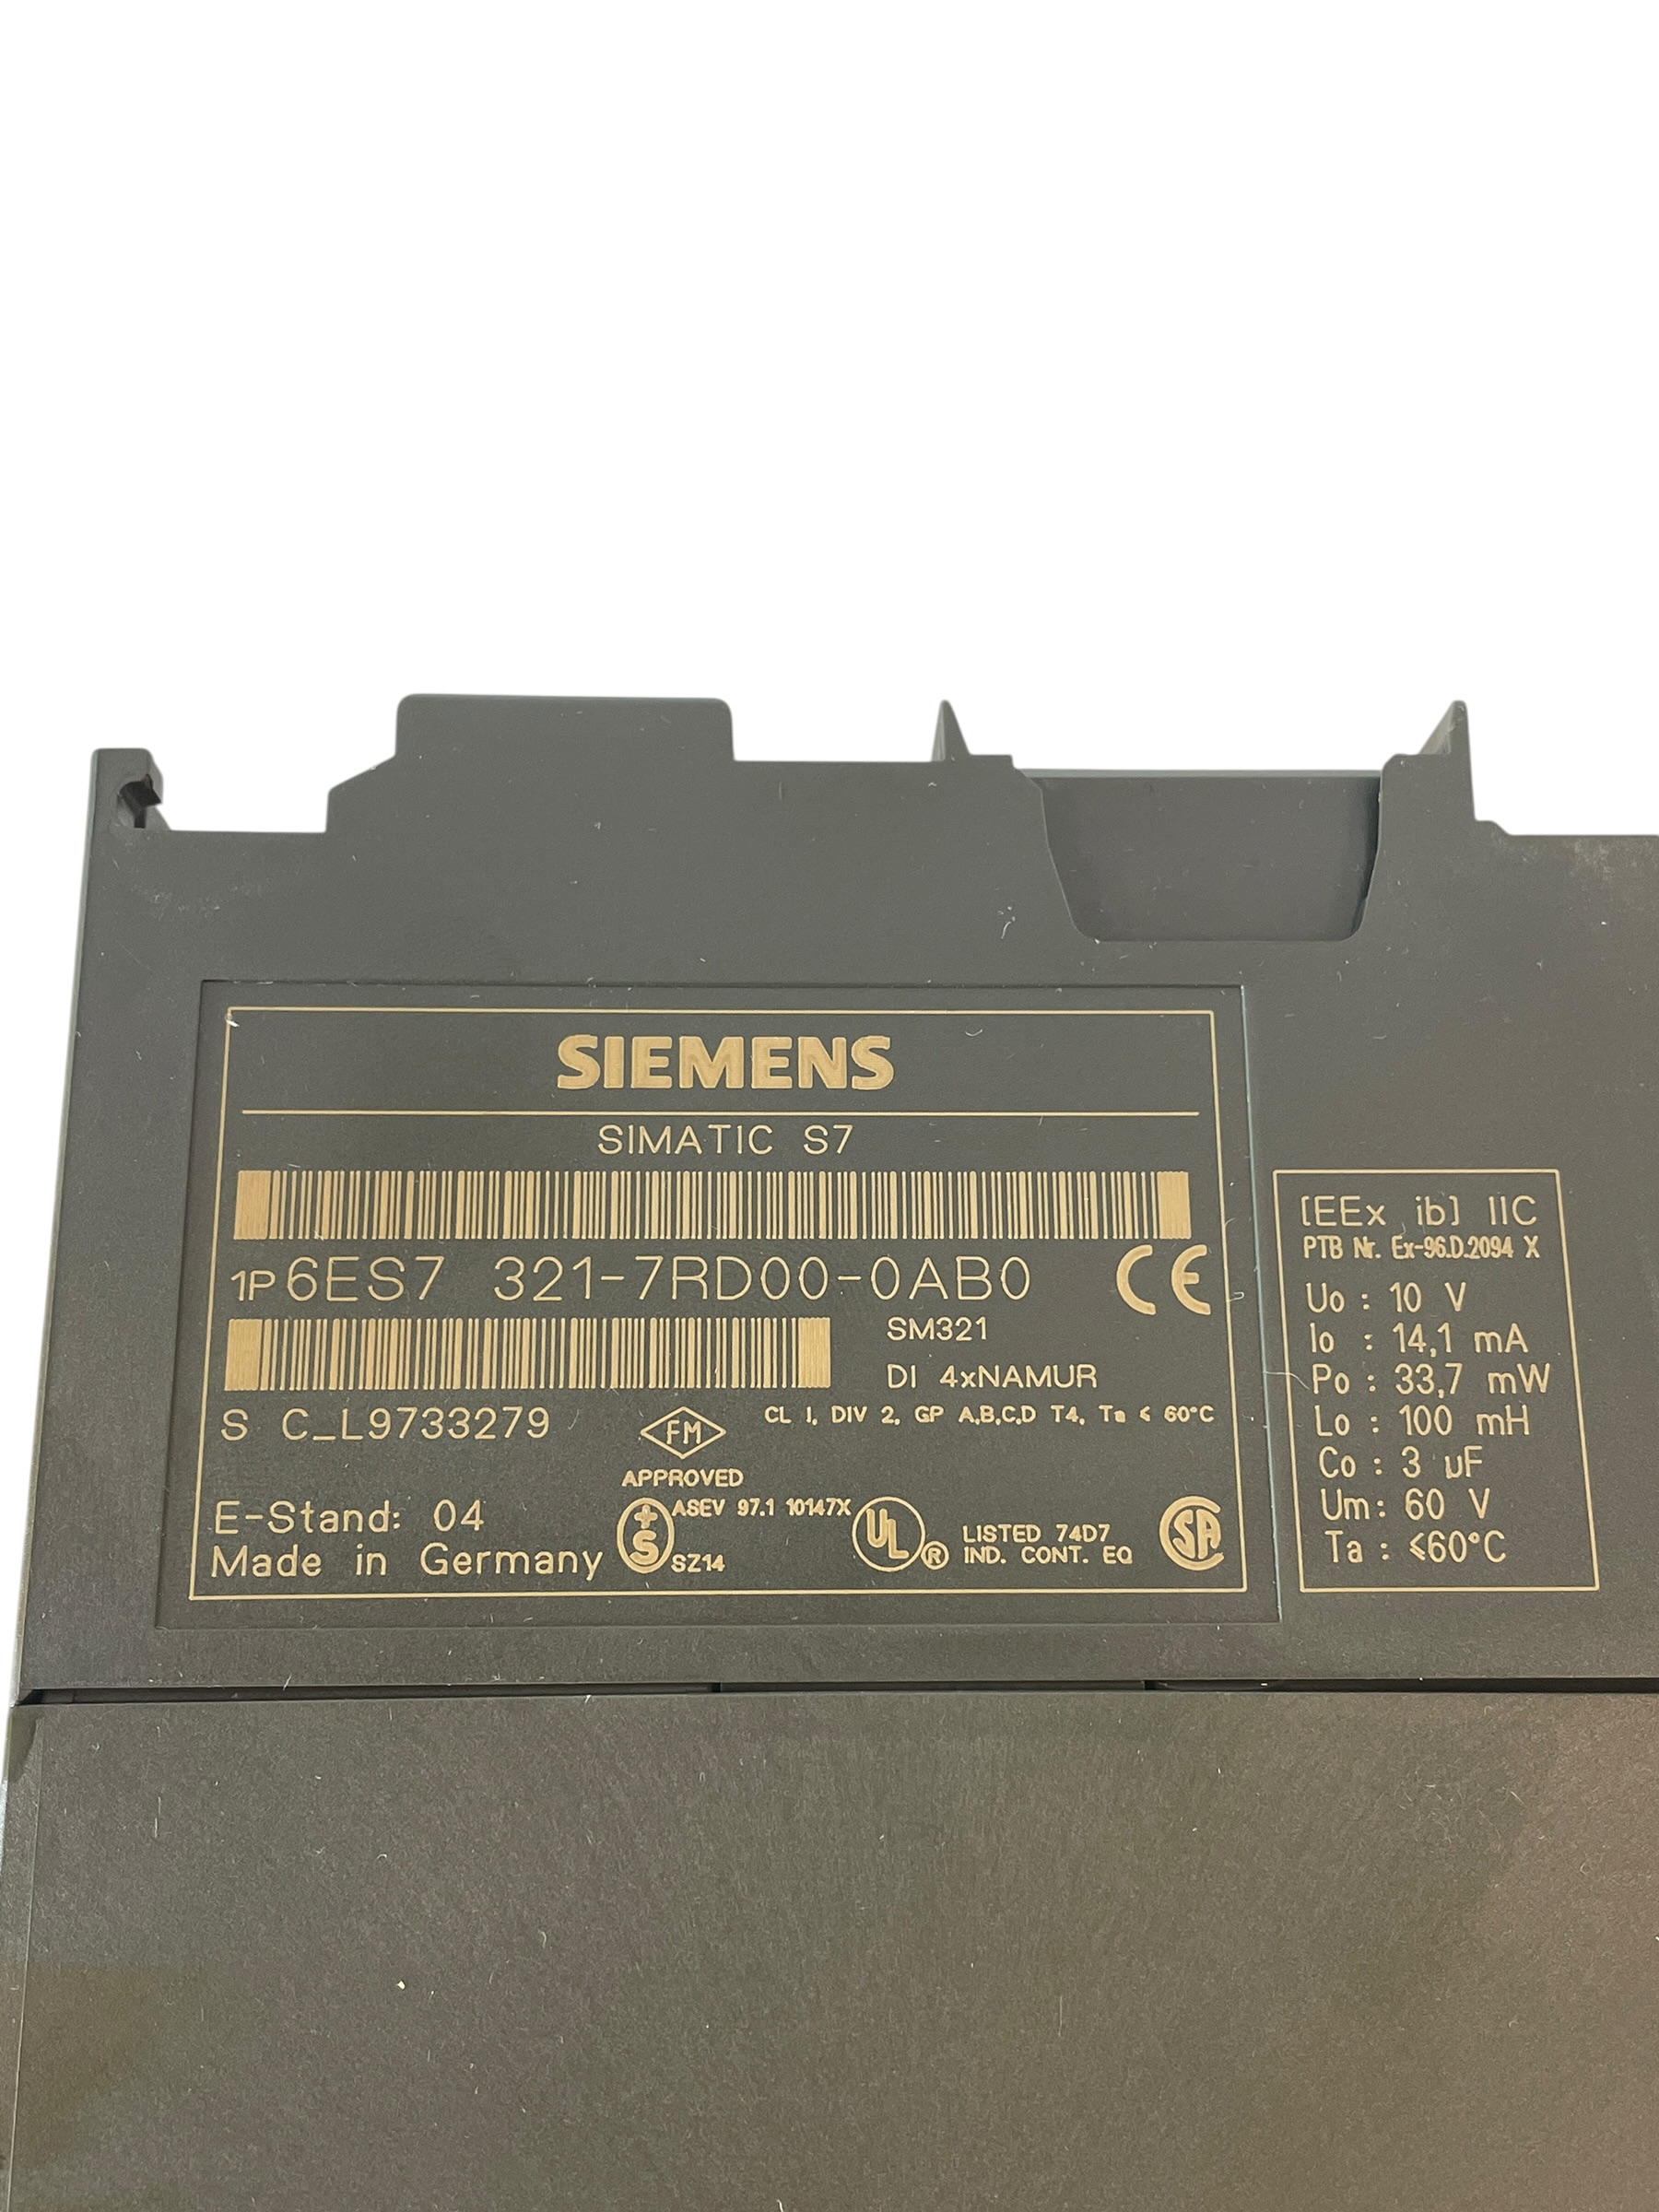 SIEMENS
SIMATIC S7
1P 6ES7 321-7RD00-0AB0
CE
SM321
DI 4xNAMUR
S C_L9733279
CL I, DIV 2, GP A,B,C,D T4, Ta ≤ 60°C
FM
APPROVED
E-Stand: 04
Made in Germany
+S
ASEV 97.1 10147X
SZ14
UL ®
LISTED 74D7
IND. CONT. EQ
SA
[EEx ib] IIC
PTB Nr. Ex-96.D.2094 X
Uo : 10 V
Io : 14,1 mA
Po : 33,7 mW
Lo : 100 mH
Co : 3 µF
Um: 60 V
Ta : ≤60°C